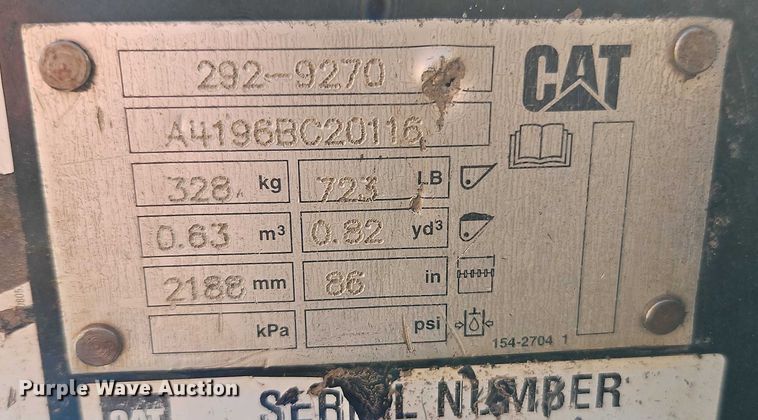 292-9270
CAT
A4196BC20116
328 kg 723 LB
0.63 m³ 0.82 yd³
2188 mm 86 in
kPa psi
154-2704 1
Purple Wave Auction
CAT SERIAL NUMBER